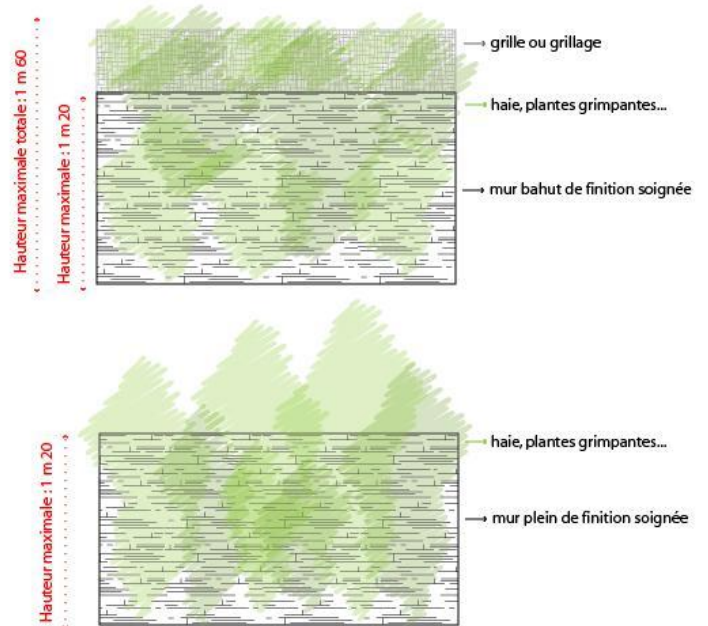 Hauteur maximale totale : 1 m 60
Hauteur maximale : 1 m 20
grille ou grillage
haie, plantes grimpantes...
mur bahut de finition soignée
Hauteur maximale : 1 m 20
haie, plantes grimpantes...
mur plein de finition soignée